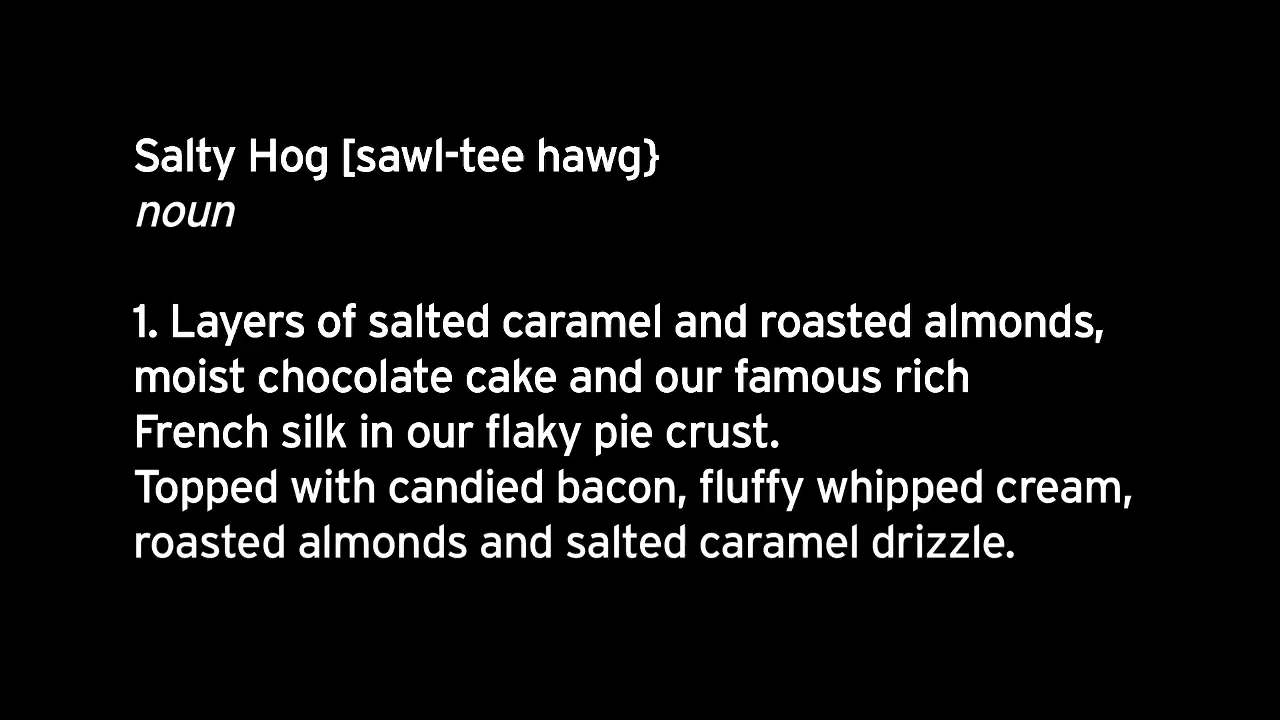 Salty Hog [sawl-tee hawg}
noun
1. Layers of salted caramel and roasted almonds,
moist chocolate cake and our famous rich
French silk in our flaky pie crust.
Topped with candied bacon, fluffy whipped cream,
roasted almonds and salted caramel drizzle.